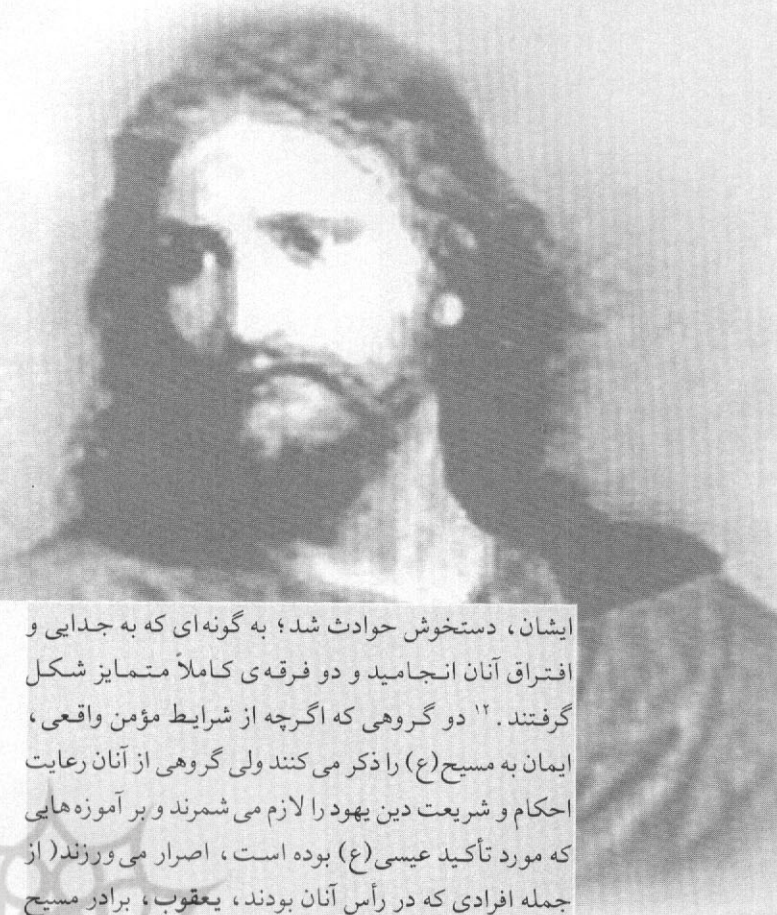 ایشان، دستخوش حوادث شد؛ به گونه‌ای که به جدایی و
افتراق آنان انجامید و دو فرقه‌ی کاملاً متمایز شکل
گرفتند.۱۲ دو گروهی که اگرچه از شرایط مؤمن واقعی،
ایمان به مسیح(ع) را ذکر می‌کنند ولی گروهی از آنان رعایت
احکام و شریعت دین یهود را لازم می‌شمرند و بر آموزه‌هایی
که مورد تأکید عیسی(ع) بوده است، اصرار می‌ورزند( از
جمله افرادی که در رأس آنان بودند، یعقوب، برادر مسیح